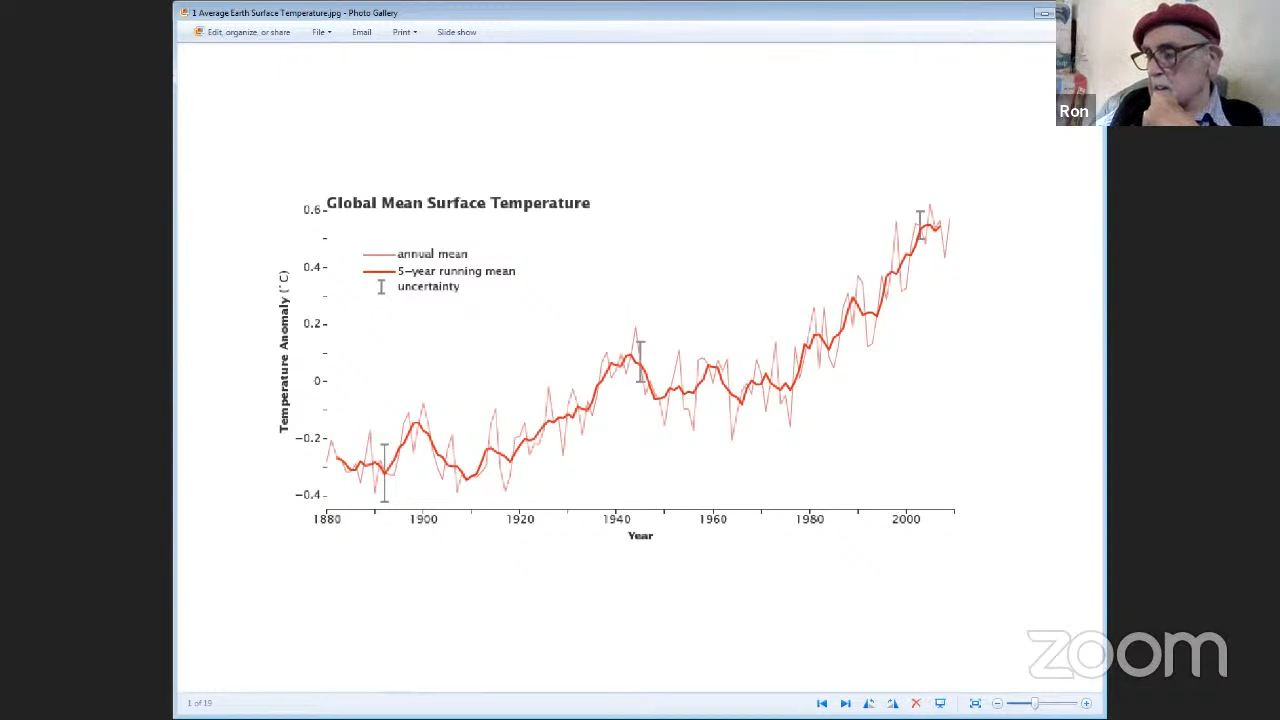 1 Average Earth Surface Temperature.jpg - Photo Gallery
Edit, organize, or share File Email Print Slide show
Ron
Global Mean Surface Temperature
annual mean
5-year running mean
uncertainty
Temperature Anomaly (°C)
0.6
0.4
0.2
0
−0.2
−0.4
1880 1900 1920 1940 1960 1980 2000
Year
zoom
1 of 19